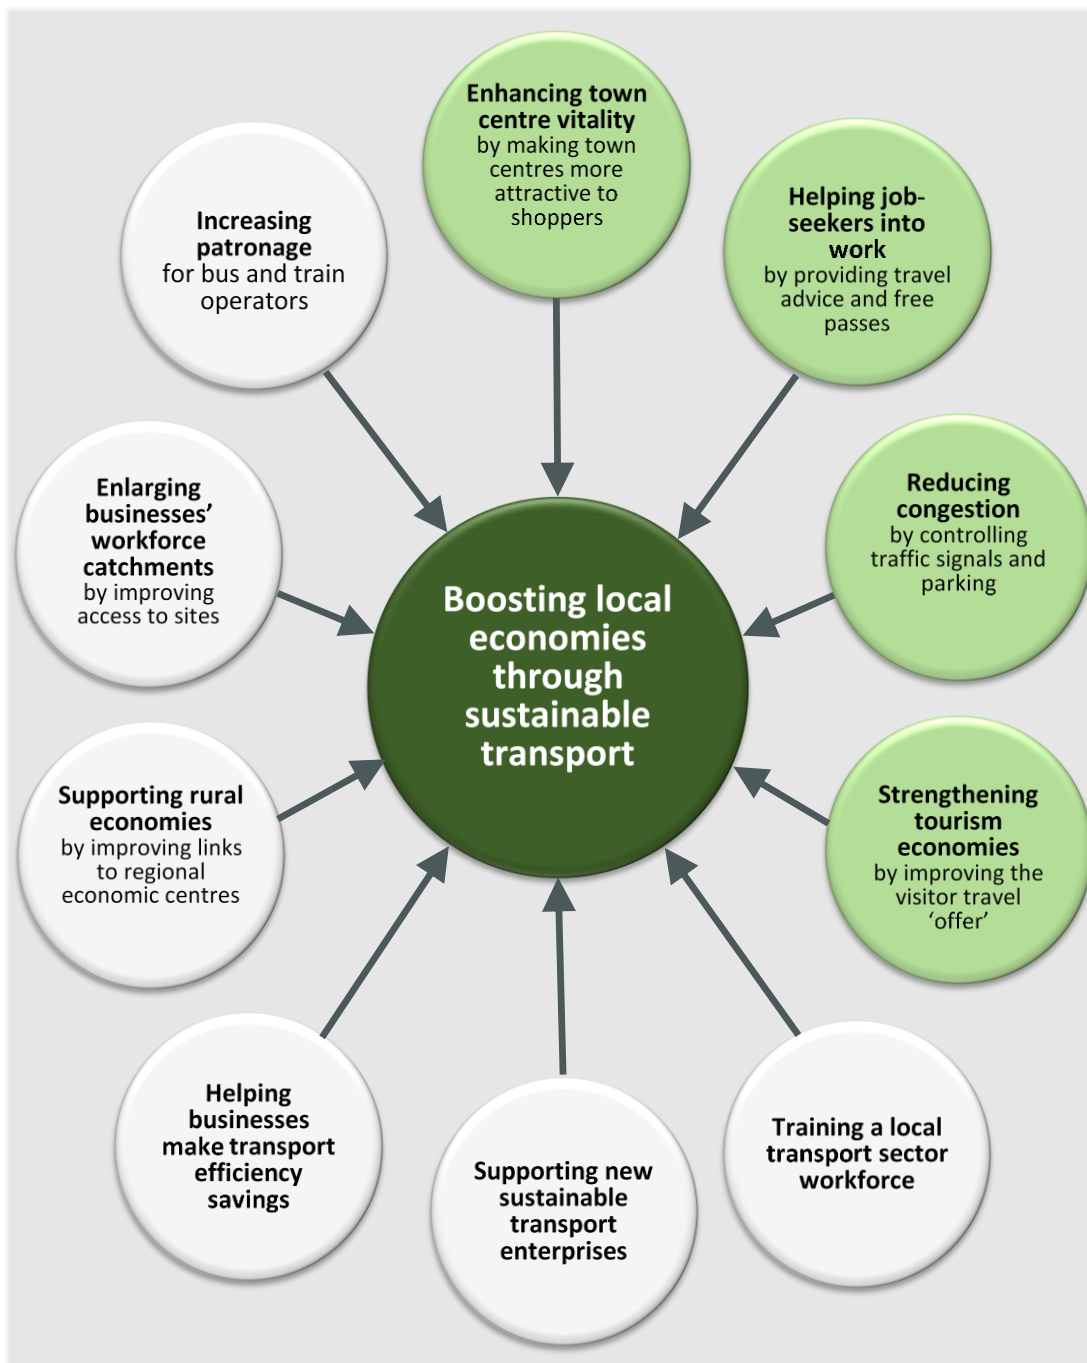 Enhancing town
centre vitality
by making town
centres more
attractive to
shoppers
Helping job-
seekers into
work
by providing travel
advice and free
passes
Reducing
congestion
by controlling
traffic signals and
parking
Strengthening
tourism
economies
by improving the
visitor travel
‘offer’
Training a local
transport sector
workforce
Supporting new
sustainable
transport
enterprises
Helping
businesses
make transport
efficiency
savings
Supporting rural
economies
by improving links
to regional
economic centres
Enlarging
businesses’
workforce
catchments
by improving
access to sites
Increasing
patronage
for bus and train
operators
Boosting local
economies
through
sustainable
transport